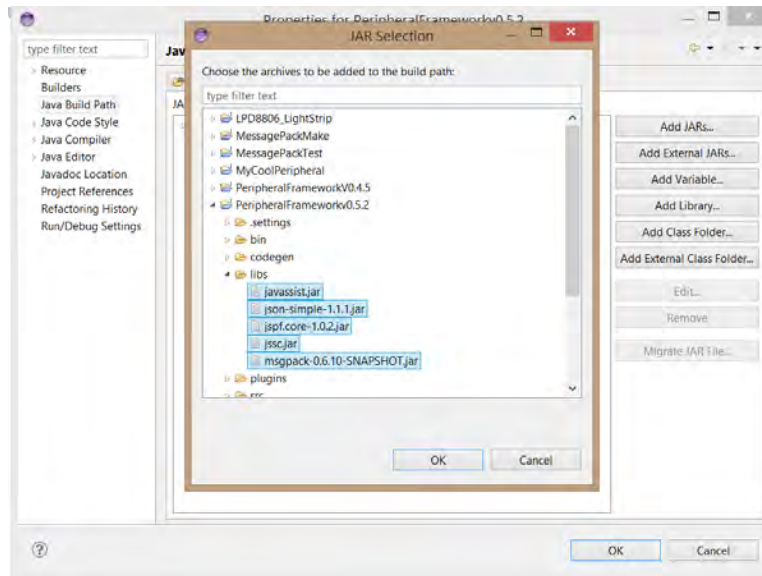 Properties for PeripheralFrameworkv0.5.2
JAR Selection
type filter text
Resource
Builders
Java Build Path
Java Code Style
Java Compiler
Java Editor
Javadoc Location
Project References
Refactoring History
Run/Debug Settings
Jav
JA
Choose the archives to be added to the build path:
type filter text
LPD8806_LightStrip
MessagePackMake
MessagePackTest
MyCoolPeripheral
PeripheralFrameworkV0.4.5
PeripheralFrameworkv0.5.2
.settings
bin
codegen
libs
javassist.jar
json-simple-1.1.1.jar
jspf.core-1.0.2.jar
jssc.jar
msgpack-0.6.10-SNAPSHOT.jar
plugins
src
OK
Cancel
Add JARs...
Add External JARs...
Add Variable...
Add Library...
Add Class Folder...
Add External Class Folder...
Edit...
Remove
Migrate JAR File...
OK
Cancel